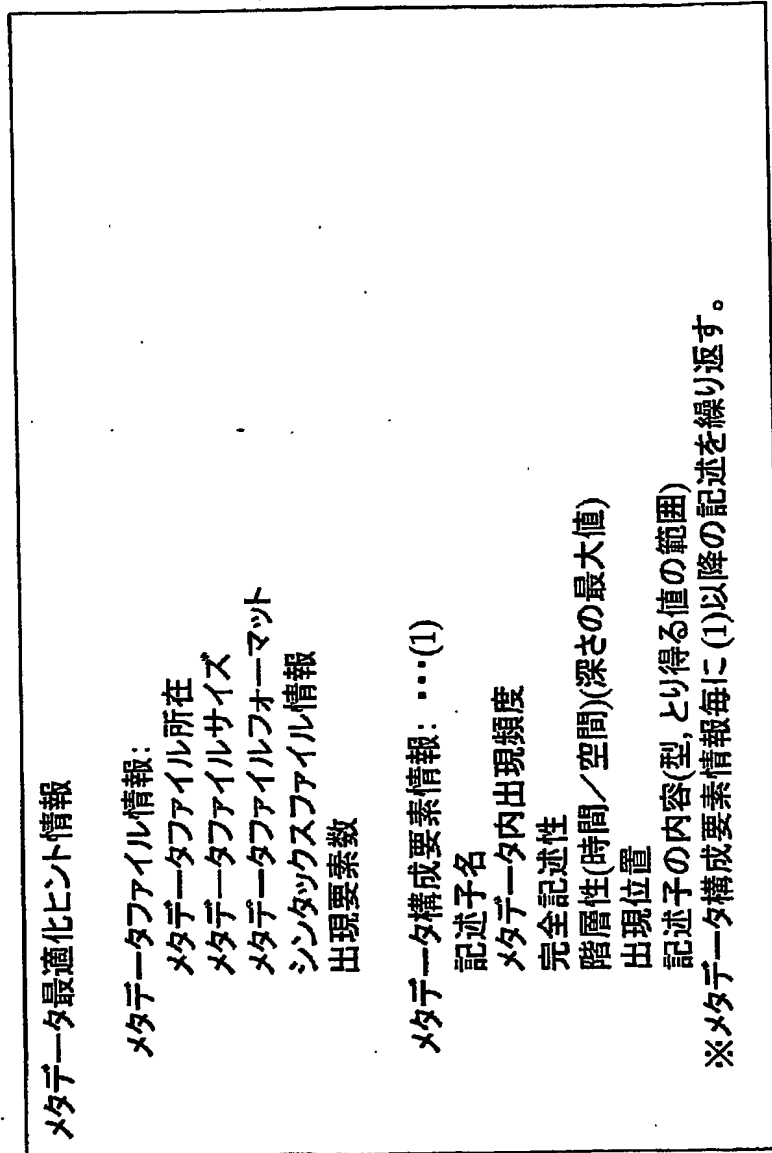 メタデータ最適化ヒント情報
メタデータファイル情報:
メタデータファイル所在
メタデータファイルサイズ
メタデータファイルフォーマット
シンタックスファイル情報
出現要素数
メタデータ構成要素情報: ･･･(1)
記述子名
メタデータ内出現頻度
完全記述性
階層性(時間／空間)(深さの最大値)
出現位置
記述子の内容(型, とり得る値の範囲)
※メタデータ構成要素情報毎に(1)以降の記述を繰り返す。